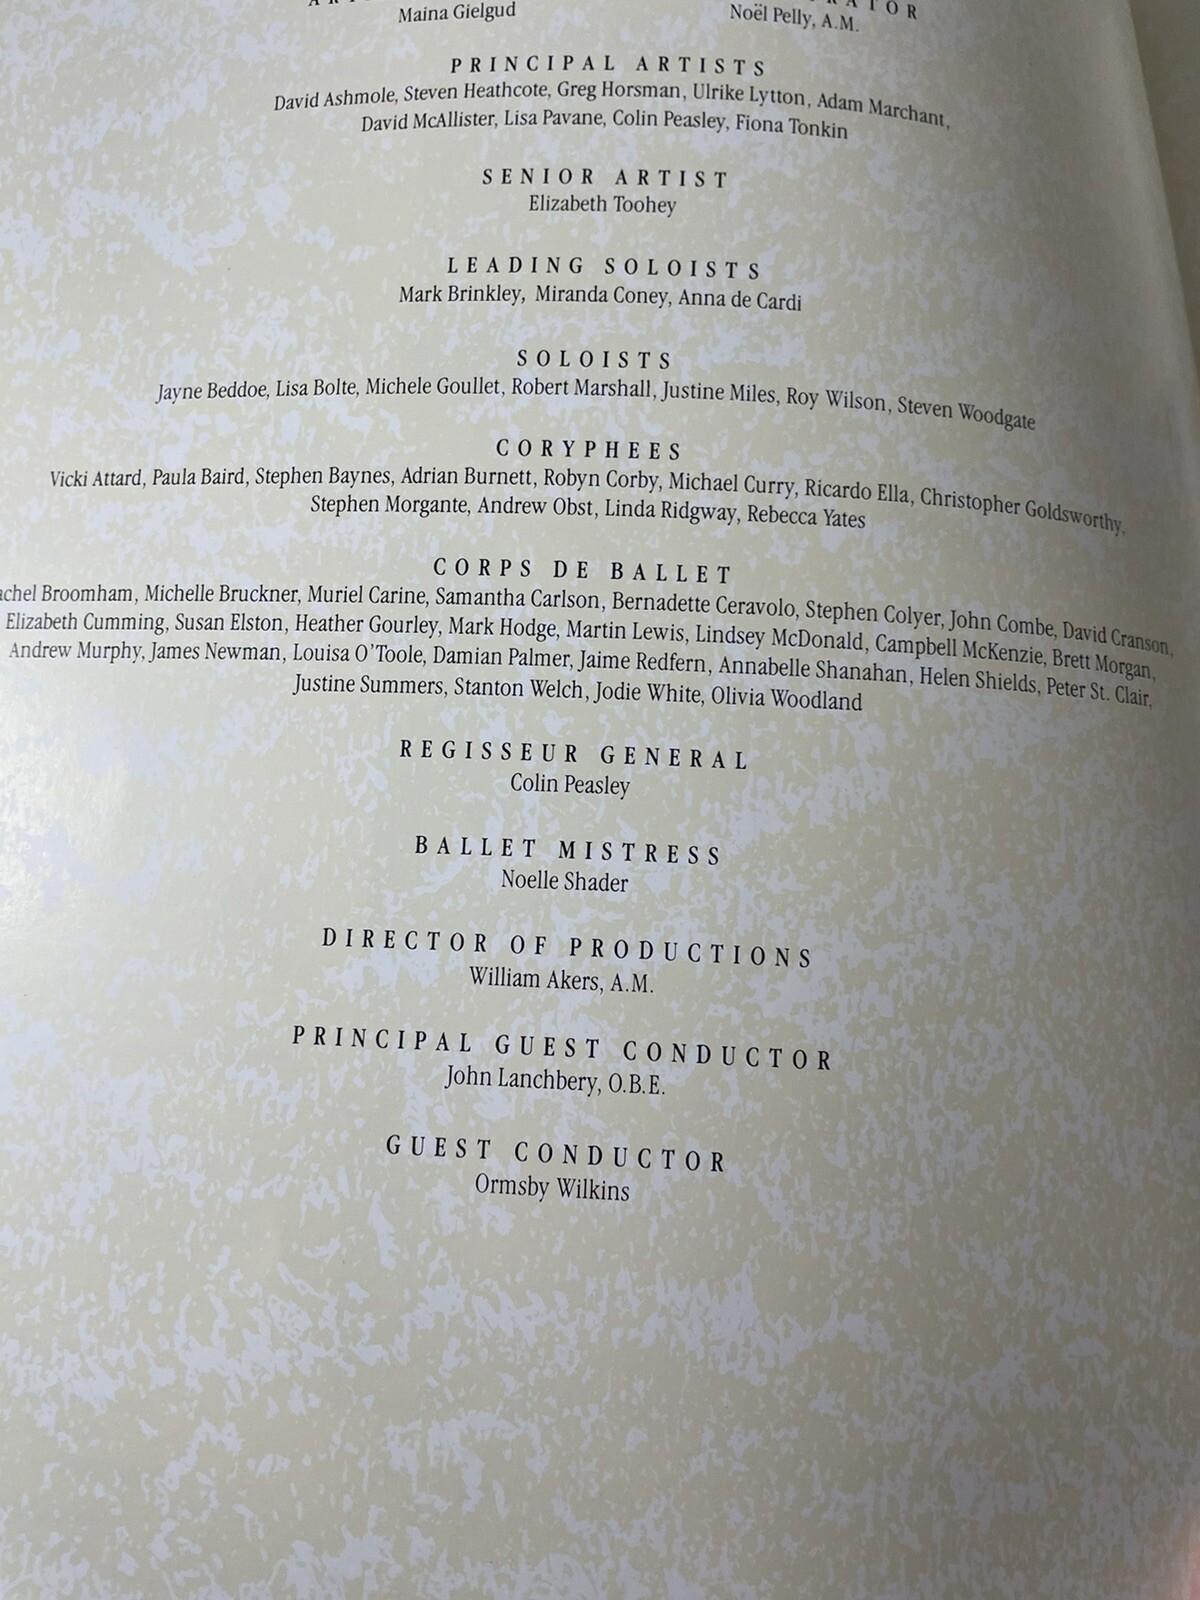 Maina Gielgud
Noël Pelly, A.M.
PRINCIPAL ARTISTS
David Ashmole, Steven Heathcote, Greg Horsman, Ulrike Lytton, Adam Marchant,
David McAllister, Lisa Pavane, Colin Peasley, Fiona Tonkin
SENIOR ARTIST
Elizabeth Toohey
LEADING SOLOISTS
Mark Brinkley, Miranda Coney, Anna de Cardi
SOLOISTS
Jayne Beddoe, Lisa Bolte, Michele Goullet, Robert Marshall, Justine Miles, Roy Wilson, Steven Woodgate
CORYPHEES
Vicki Attard, Paula Baird, Stephen Baynes, Adrian Burnett, Robyn Corby, Michael Curry, Ricardo Ella, Christopher Goldsworthy,
Stephen Morgante, Andrew Obst, Linda Ridgway, Rebecca Yates
CORPS DE BALLET
Broomham, Michelle Bruckner, Muriel Carine, Samantha Carlson, Bernadette Ceravolo, Stephen Colyer, John Combe, David Cranson,
Elizabeth Cumming, Susan Elston, Heather Gourley, Mark Hodge, Martin Lewis, Lindsey McDonald, Campbell McKenzie, Brett Morgan,
Andrew Murphy, James Newman, Louisa O'Toole, Damian Palmer, Jaime Redfern, Annabelle Shanahan, Helen Shields, Peter St. Clair,
Justine Summers, Stanton Welch, Jodie White, Olivia Woodland
REGISSEUR GENERAL
Colin Peasley
BALLET MISTRESS
Noelle Shader
DIRECTOR OF PRODUCTIONS
William Akers, A.M.
PRINCIPAL GUEST CONDUCTOR
John Lanchbery, O.B.E.
GUEST CONDUCTOR
Ormsby Wilkins